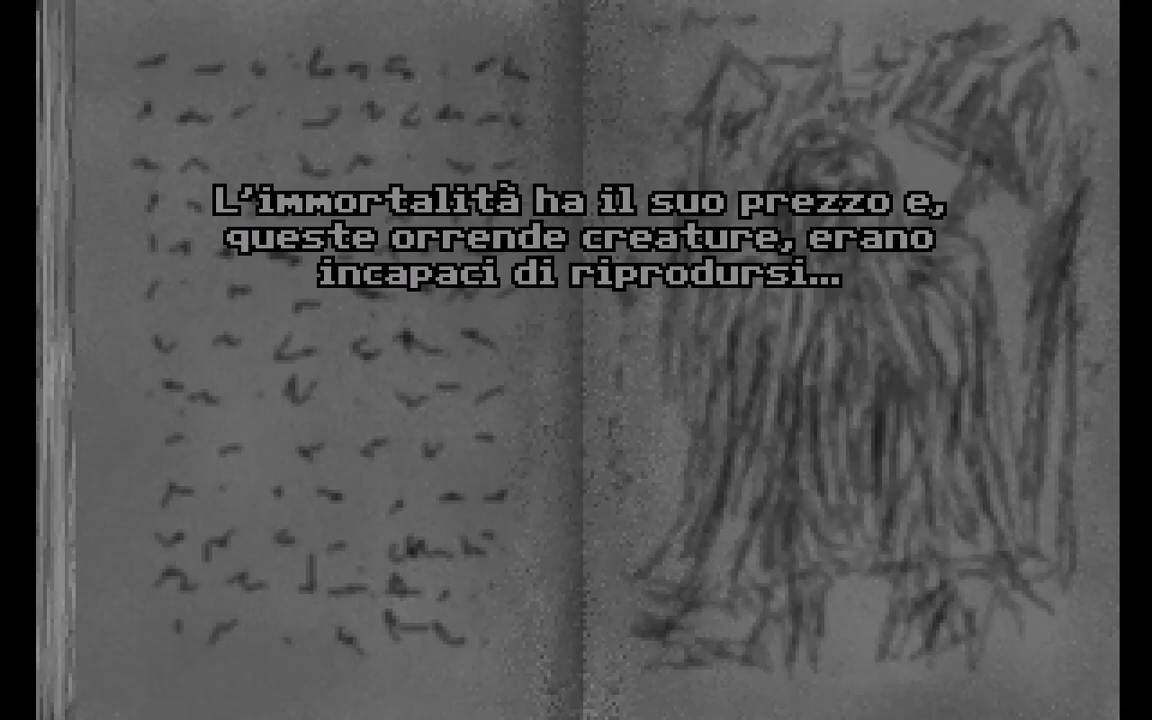 L'immortalità ha il suo prezzo e,
queste orrende creature, erano
incapaci di riprodursi...